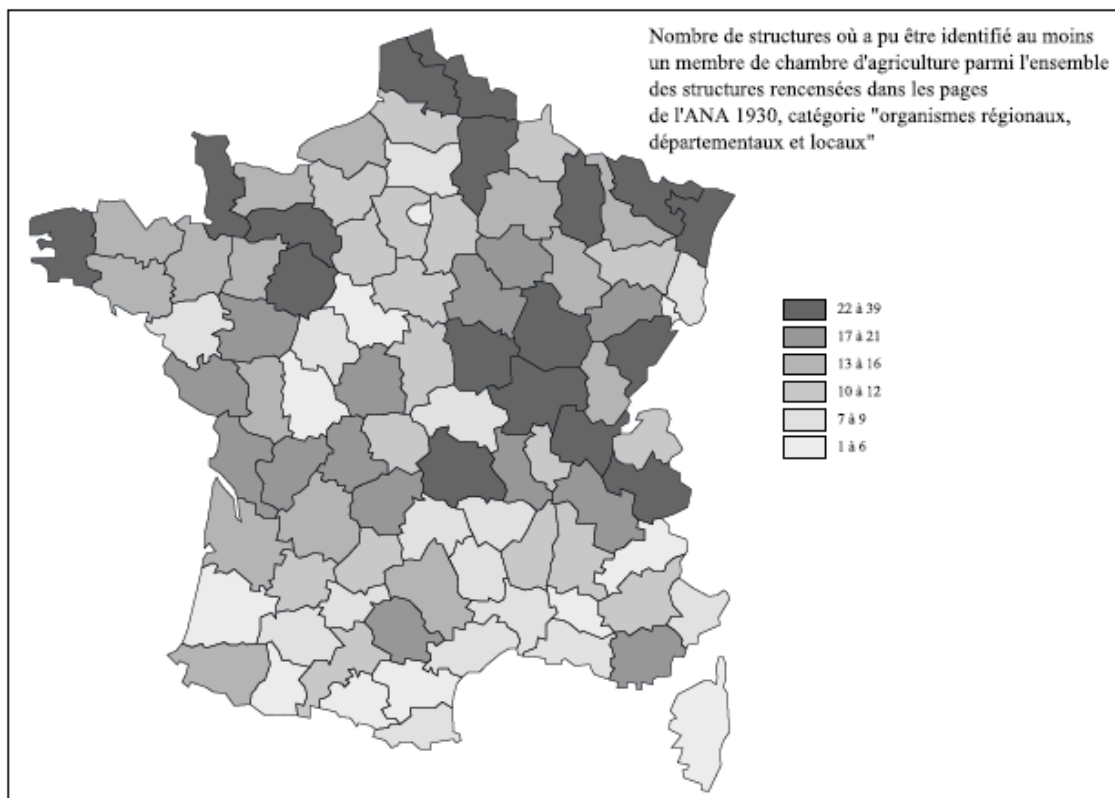 Nombre de structures où a pu être identifié au moins
un membre de chambre d'agriculture parmi l'ensemble
des structures rencensées dans les pages
de l'ANA 1930, catégorie "organismes régionaux,
départementaux et locaux"
22 à 39
17 à 21
13 à 16
10 à 12
7 à 9
1 à 6